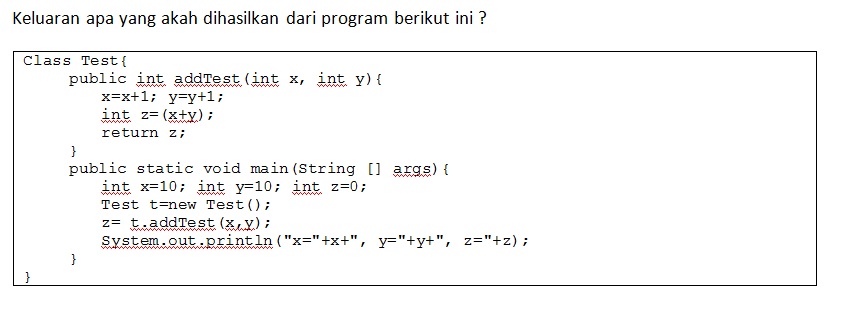 Keluaran apa yang akah dihasilkan dari program berikut ini ?
Class Test{
public int addTest(int x, int y){
x=x+1; y=y+1;
int z=(x+y);
return z;
}
public static void main(String [] args){
int x=10; int y=10; int z=0;
Test t=new Test();
z= t.addTest(x,y);
System.out.println("x="+x+", y="+y+", z="+z);
}
}